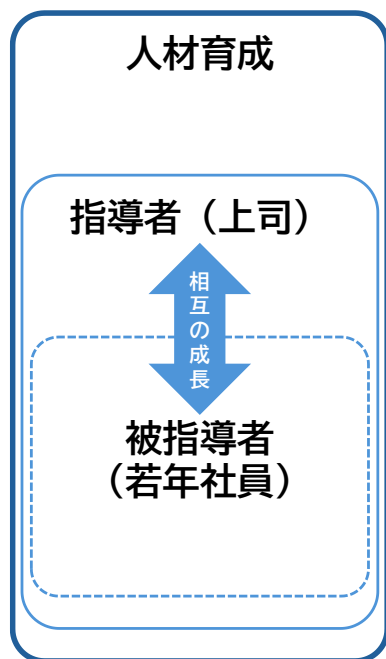 人材育成
指導者（上司）
相互の成長
被指導者
（若年社員）